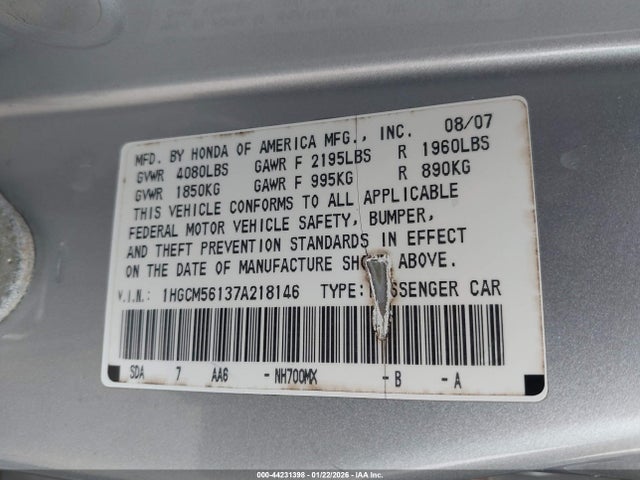 MFD. BY HONDA OF AMERICA MFG., INC. 08/07
GVWR 4080LBS GAWR F 2195LBS R 1960LBS
GVWR 1850KG GAWR F 995KG R 890KG
THIS VEHICLE CONFORMS TO ALL APPLICABLE
FEDERAL MOTOR VEHICLE SAFETY, BUMPER,
AND THEFT PREVENTION STANDARDS IN EFFECT
ON THE DATE OF MANUFACTURE SHO ABOVE.
V.I.N.: 1HGCM56137A218146 TYPE: SSENGER CAR
SDA 7 AA6 - NH700MX - B - A
000-44231398 - 01/22/2026 - IAA Inc.